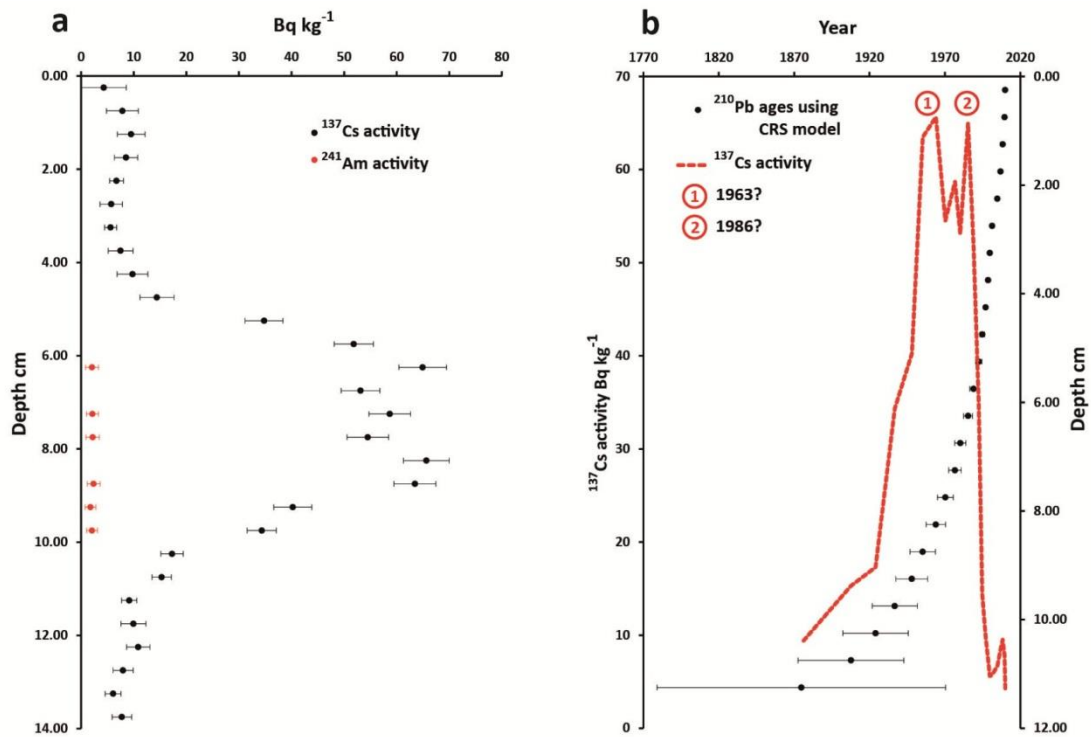 a
Bq kg⁻¹
0 10 20 30 40 50 60 70 80
0.00
2.00
4.00
6.00
8.00
10.00
12.00
14.00
Depth cm
¹³⁷Cs activity
²⁴¹Am activity
b
Year
1770 1820 1870 1920 1970 2020
70
60
50
40
30
20
10
0
¹³⁷Cs activity Bq kg⁻¹
²¹⁰Pb ages using
CRS model
¹³⁷Cs activity
1 1963?
2 1986?
1 2
0.00
2.00
4.00
6.00
8.00
10.00
12.00
Depth cm